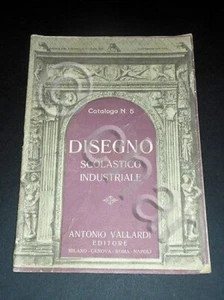 Catalogo N. 5
DISEGNO
SCOLASTICO
INDUSTRIALE
ANTONIO VALLARDI
EDITORE
MILANO - GENOVA - ROMA - NAPOLI